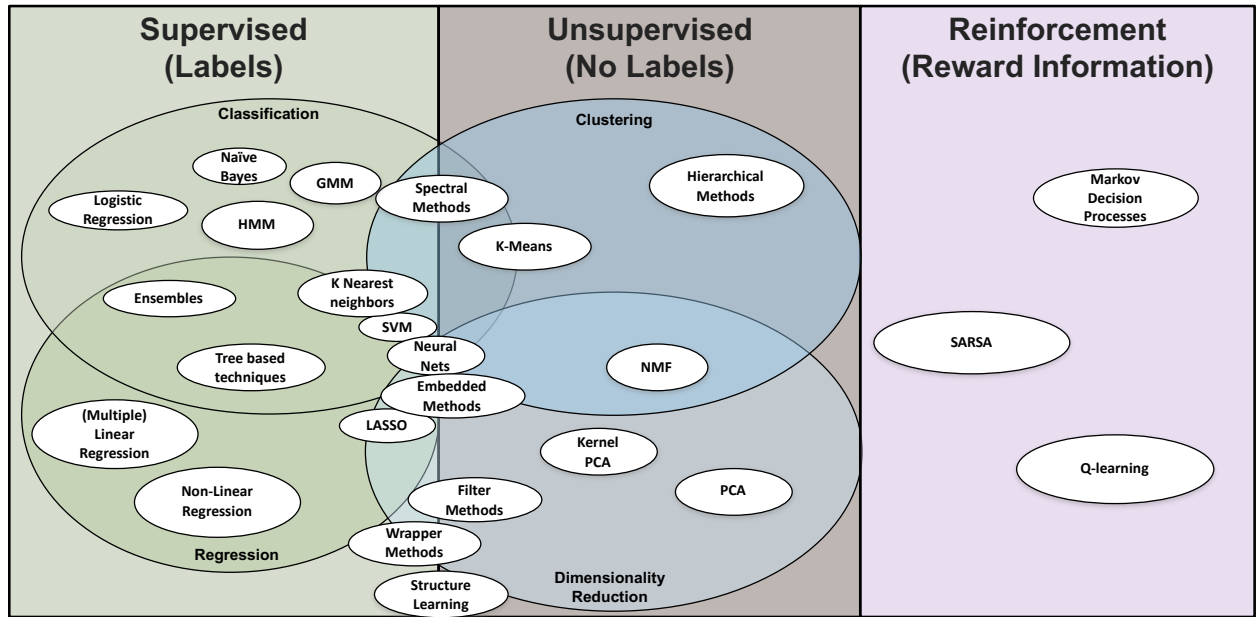 Supervised
(Labels)
Unsupervised
(No Labels)
Reinforcement
(Reward Information)
Classification
Clustering
Naïve
Bayes
GMM
Logistic
Regression
HMM
Spectral
Methods
Hierarchical
Methods
K-Means
Markov
Decision
Processes
Ensembles
K Nearest
neighbors
SVM
Neural
Nets
Tree based
techniques
Embedded
Methods
NMF
SARSA
(Multiple)
Linear
Regression
LASSO
Kernel
PCA
Non-Linear
Regression
Filter
Methods
PCA
Q-learning
Regression
Wrapper
Methods
Structure
Learning
Dimensionality
Reduction